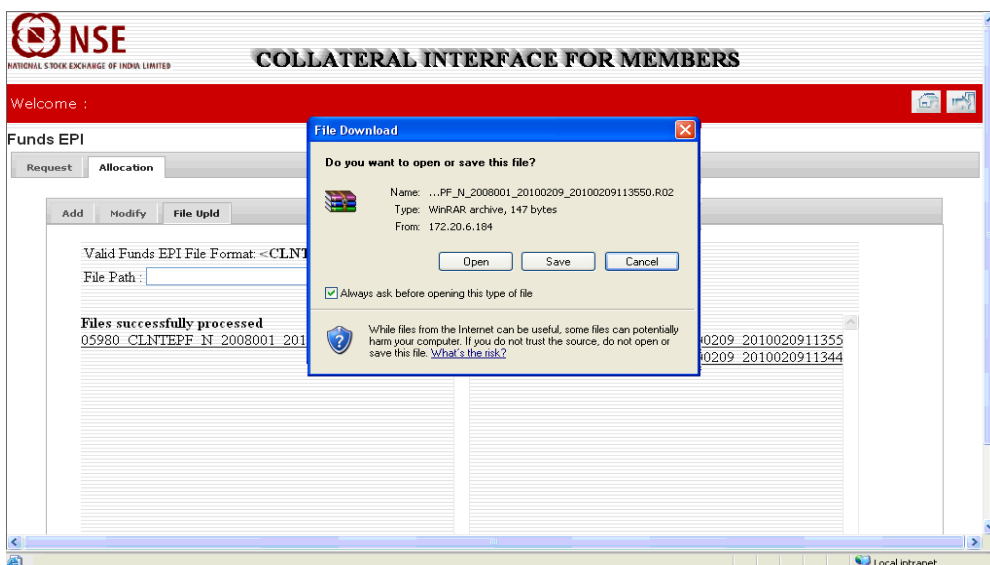 NSE
NATIONAL STOCK EXCHANGE OF INDIA LIMITED
COLLATERAL INTERFACE FOR MEMBERS
Welcome :
Funds EPI
Request Allocation
Add Modify File Upld
Valid Funds EPI File Format: <CLNT
File Path :
Files successfully processed
05980_CLNTEPF_N_2008001_201
0209_2010020911355
0209_2010020911344
File Download
Do you want to open or save this file?
Name: ...PF_N_2008001_20100209_20100209113550.R02
Type: WinRAR archive, 147 bytes
From: 172.20.6.184
Open Save Cancel
Always ask before opening this type of file
While files from the Internet can be useful, some files can potentially
harm your computer. If you do not trust the source, do not open or
save this file. What's the risk?
Local intranet